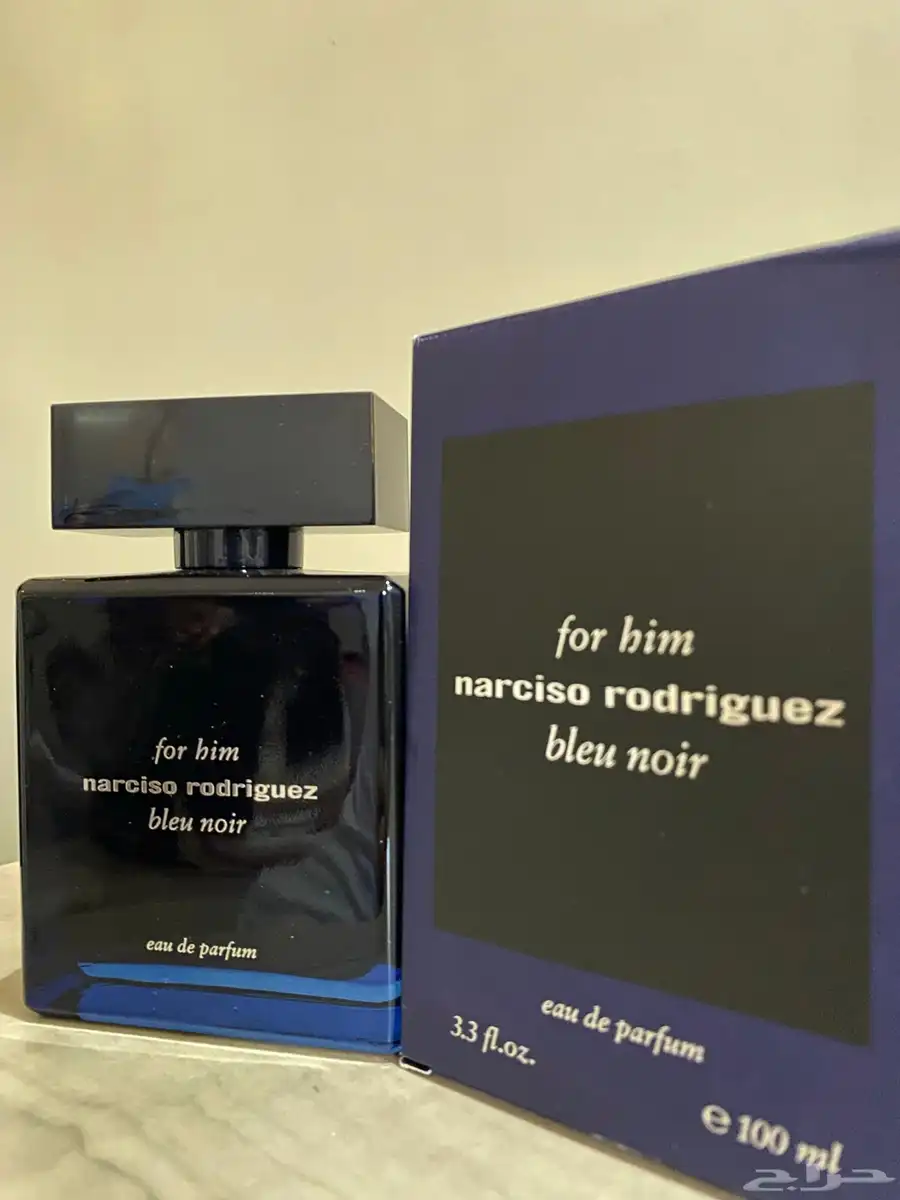 for him
narciso rodriguez
bleu noir
eau de parfum
for him
narciso rodriguez
bleu noir
eau de parfum
3.3 fl.oz.
e 100 ml
حراج